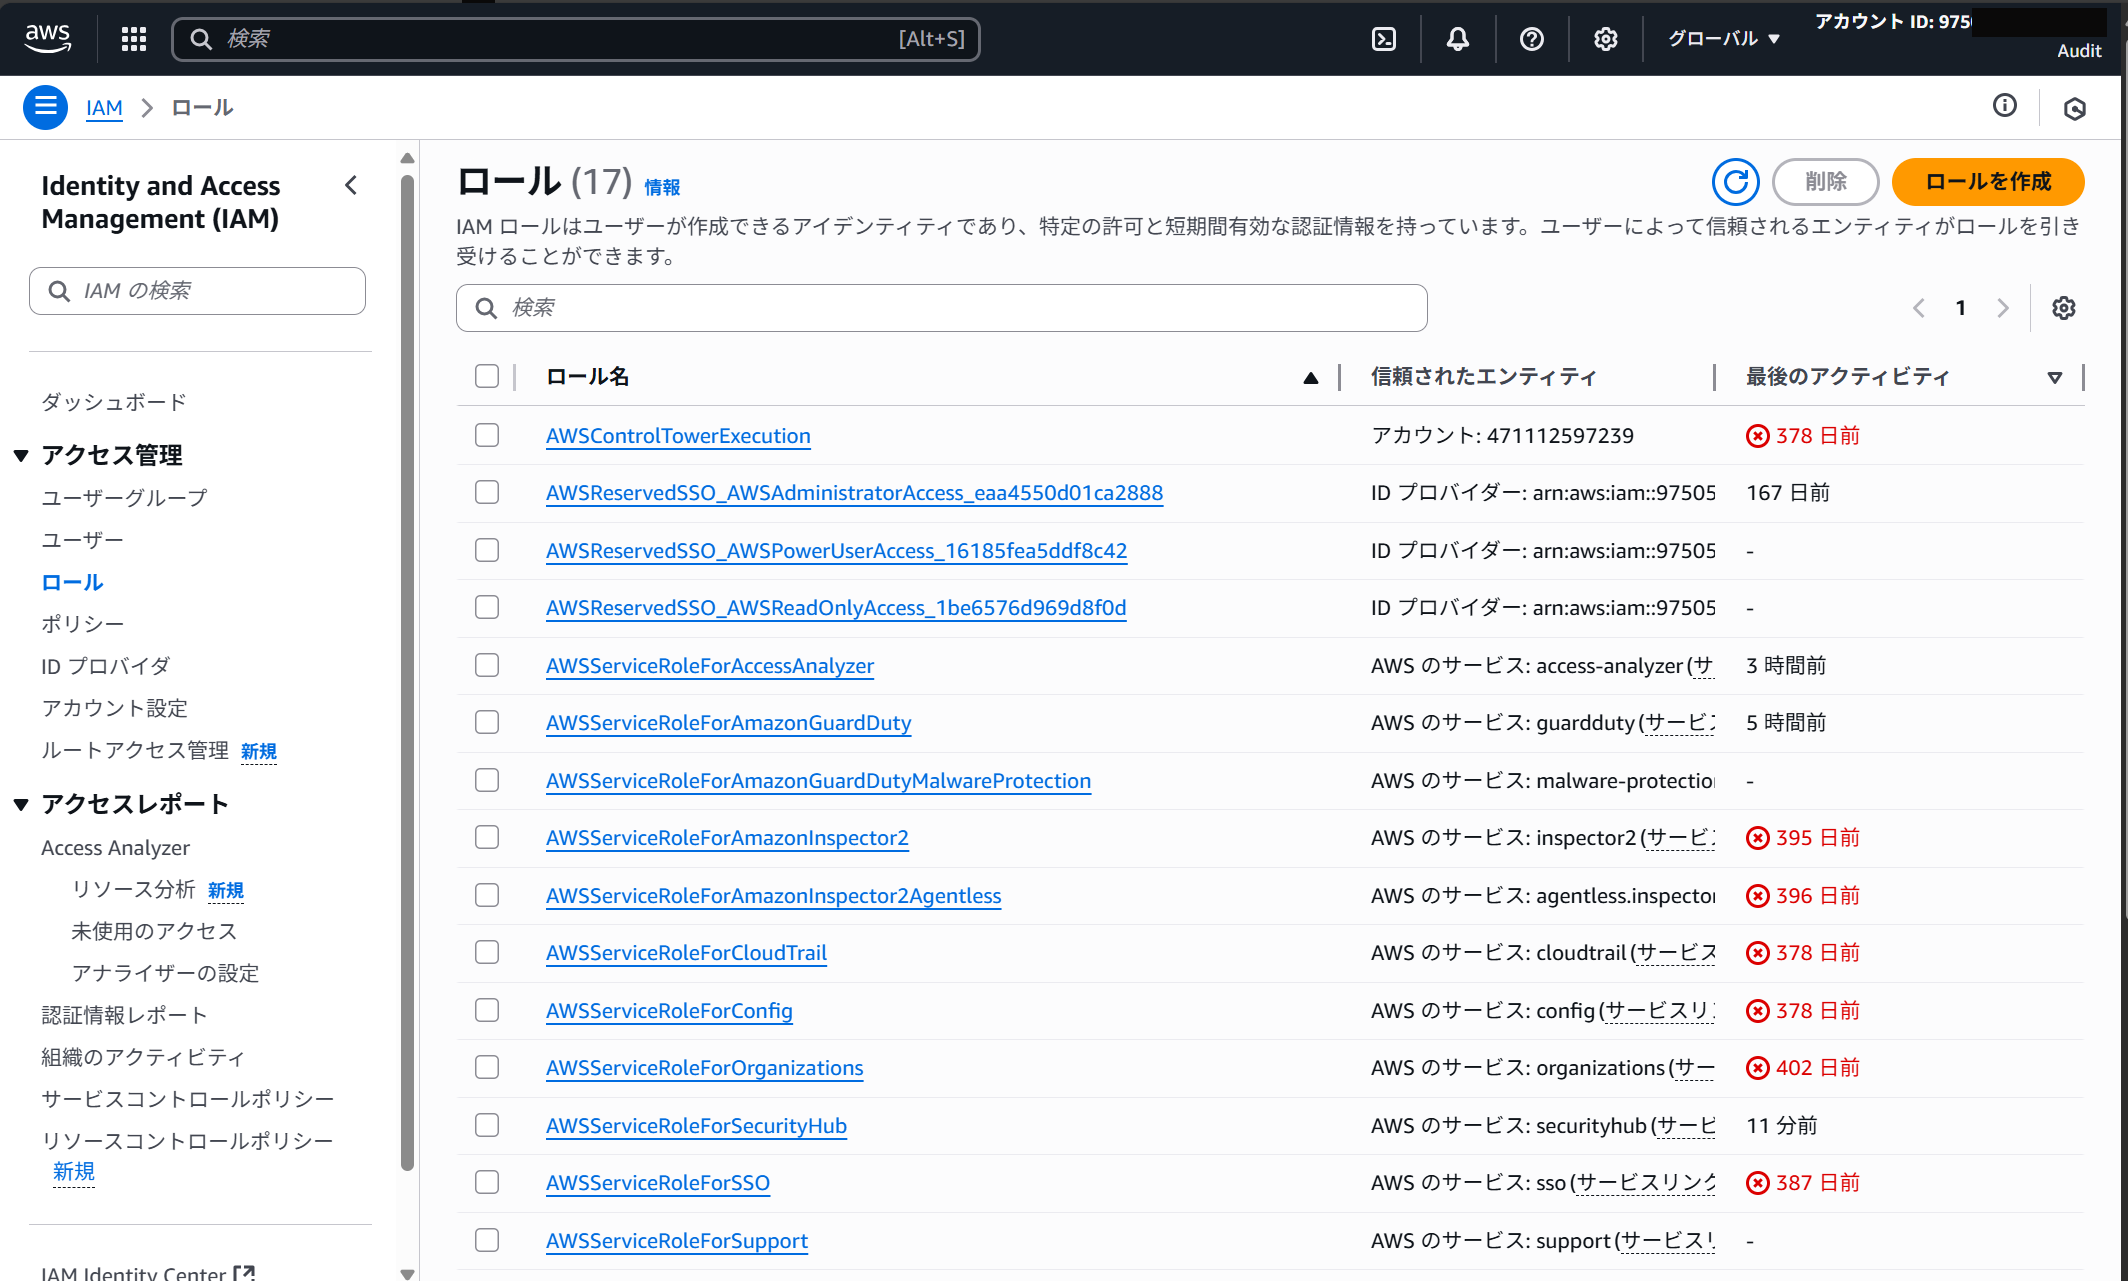 aws
検索
[Alt+S]
グローバル
アカウント ID: 975
Audit
IAM
ロール
Identity and Access
Management (IAM)
IAM の検索
ダッシュボード
アクセス管理
ユーザーグループ
ユーザー
ロール
ポリシー
ID プロバイダ
アカウント設定
ルートアクセス管理 新規
アクセスレポート
Access Analyzer
リソース分析 新規
未使用のアクセス
アナライザーの設定
認証情報レポート
組織のアクティビティ
サービスコントロールポリシー
リソースコントロールポリシー
新規
IAM Identity Center
ロール (17) 情報
削除
ロールを作成
IAM ロールはユーザーが作成できるアイデンティティであり、特定の許可と短期間有効な認証情報を持っています。ユーザーによって信頼されるエンティティがロールを引き
受けることができます。
検索
1
ロール名 信頼されたエンティティ 最後のアクティビティ
AWSControlTowerExecution アカウント: 471112597239 378 日前
AWSReservedSSO_AWSAdministratorAccess_eaa4550d01ca2888 ID プロバイダー: arn:aws:iam::97505 167 日前
AWSReservedSSO_AWSPowerUserAccess_16185fea5ddf8c42 ID プロバイダー: arn:aws:iam::97505 -
AWSReservedSSO_AWSReadOnlyAccess_1be6576d969d8f0d ID プロバイダー: arn:aws:iam::97505 -
AWSServiceRoleForAccessAnalyzer AWS のサービス: access-analyzer (サ 3 時間前
AWSServiceRoleForAmazonGuardDuty AWS のサービス: guardduty (サービス 5 時間前
AWSServiceRoleForAmazonGuardDutyMalwareProtection AWS のサービス: malware-protection -
AWSServiceRoleForAmazonInspector2 AWS のサービス: inspector2 (サービス 395 日前
AWSServiceRoleForAmazonInspector2Agentless AWS のサービス: agentless.inspector 396 日前
AWSServiceRoleForCloudTrail AWS のサービス: cloudtrail (サービス 378 日前
AWSServiceRoleForConfig AWS のサービス: config (サービスリン 378 日前
AWSServiceRoleForOrganizations AWS のサービス: organizations (サー 402 日前
AWSServiceRoleForSecurityHub AWS のサービス: securityhub (サービ 11 分前
AWSServiceRoleForSSO AWS のサービス: sso (サービスリンク 387 日前
AWSServiceRoleForSupport AWS のサービス: support (サービスリ -